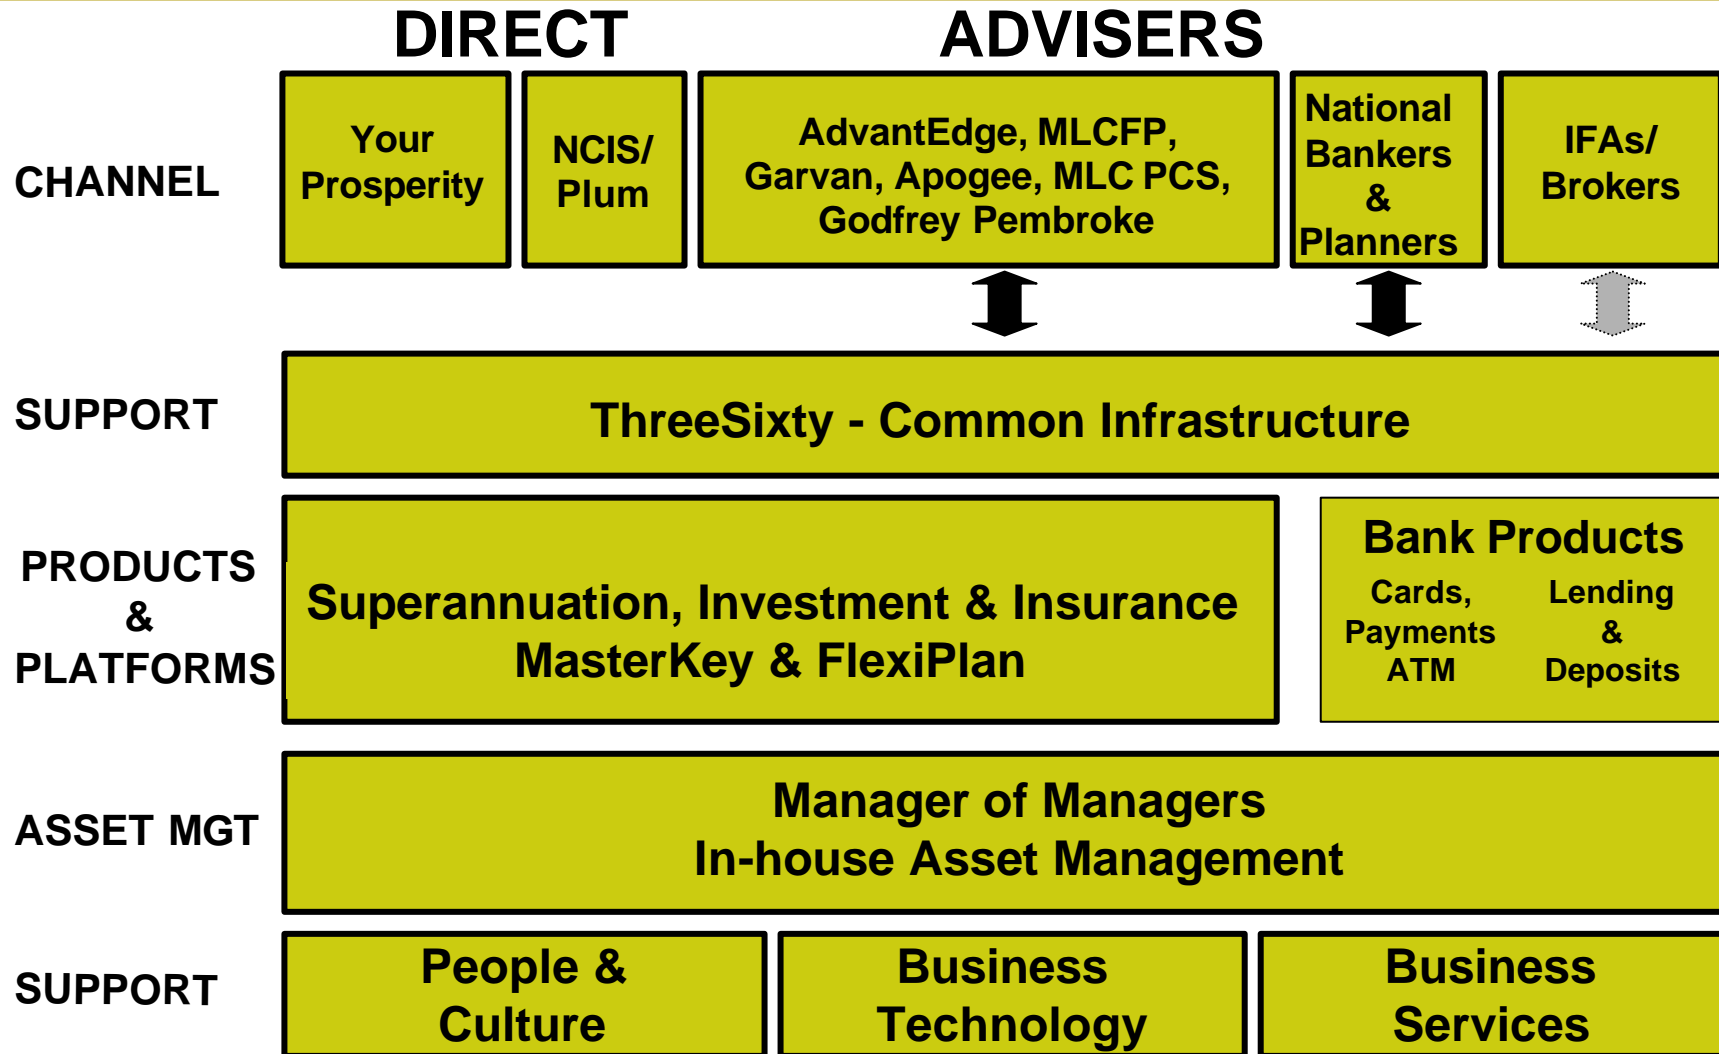 DIRECT
ADVISERS
CHANNEL
Your
Prosperity
NCIS/
Plum
AdvantEdge, MLCFP,
Garvan, Apogee, MLC PCS,
Godfrey Pembroke
National
Bankers
&
Planners
IFAs/
Brokers
SUPPORT
ThreeSixty - Common Infrastructure
PRODUCTS
&
PLATFORMS
Superannuation, Investment & Insurance
MasterKey & FlexiPlan
Bank Products
Cards,
Payments
ATM
Lending
&
Deposits
ASSET MGT
Manager of Managers
In-house Asset Management
SUPPORT
People &
Culture
Business
Technology
Business
Services